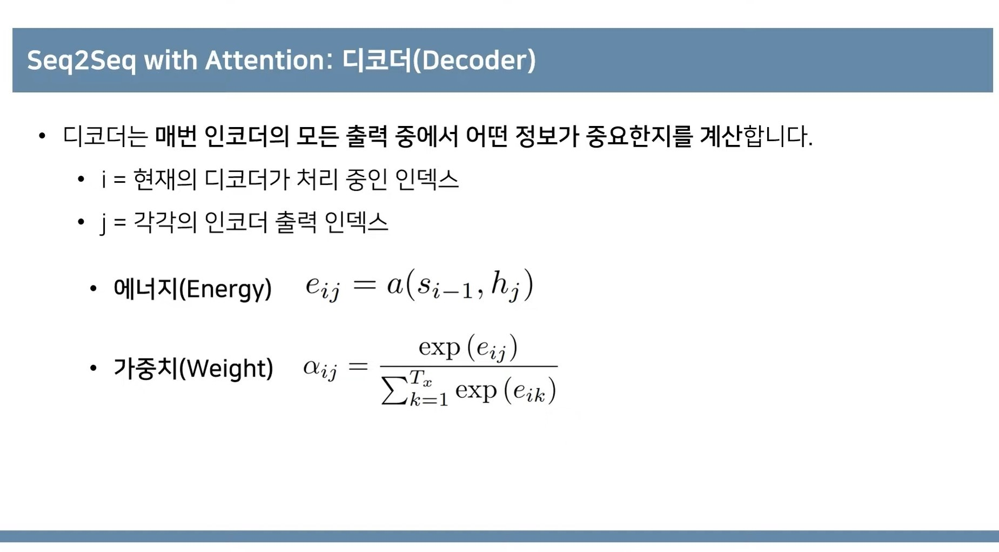 Seq2Seq with Attention: 디코더(Decoder)
• 디코더는 매번 인코더의 모든 출력 중에서 어떤 정보가 중요한지를 계산합니다.
• i = 현재의 디코더가 처리 중인 인덱스
• j = 각각의 인코더 출력 인덱스
• 에너지(Energy) e_{ij} = a(s_{i-1}, h_j)
• 가중치(Weight) α_{ij} = \frac{exp(e_{ij})}{\sum_{k=1}^{T_x} exp(e_{ik})}